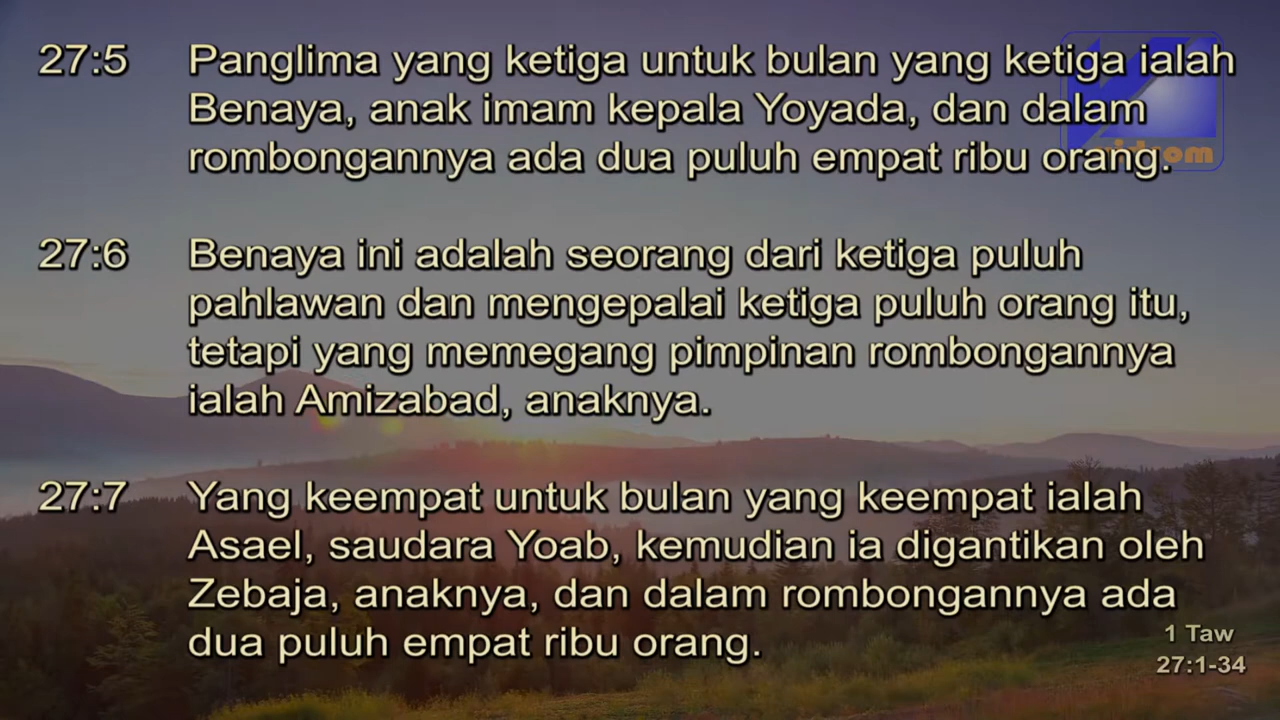 27:5 Panglima yang ketiga untuk bulan yang ketiga ialah
Benaya, anak imam kepala Yoyada, dan dalam
rombongannya ada dua puluh empat ribu orang.
27:6 Benaya ini adalah seorang dari ketiga puluh
pahlawan dan mengepalai ketiga puluh orang itu,
tetapi yang memegang pimpinan rombongannya
ialah Amizabad, anaknya.
27:7 Yang keempat untuk bulan yang keempat ialah
Asael, saudara Yoab, kemudian ia digantikan oleh
Zebaja, anaknya, dan dalam rombongannya ada
dua puluh empat ribu orang.
1 Taw
27:1-34